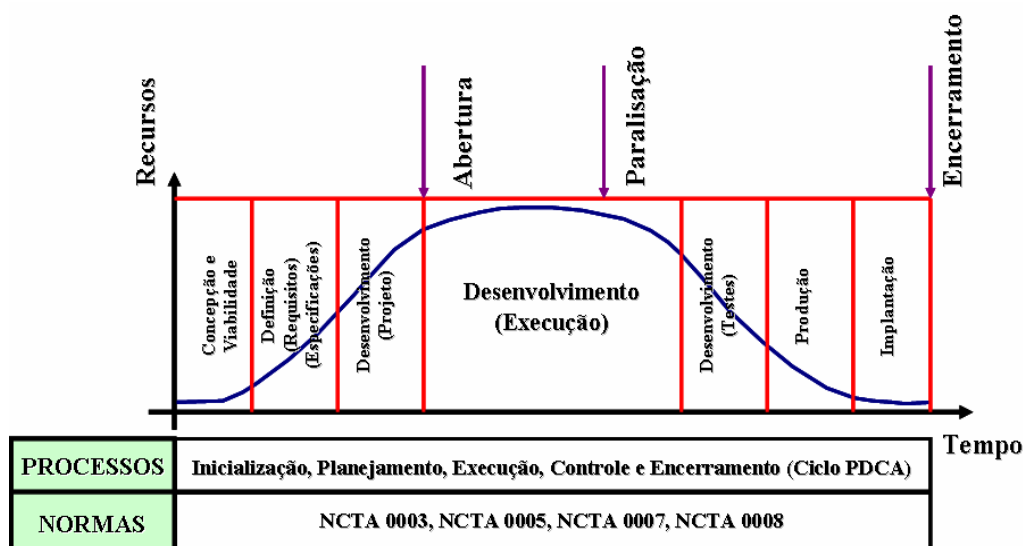 Recursos
Abertura
Paralisação
Encerramento
Concepção e
Viabilidade
Definição
(Requisitos)
(Especificações)
Desenvolvimento
(Projeto)
Desenvolvimento
(Execução)
Desenvolvimento
(Testes)
Produção
Implantação
Tempo
PROCESSOS
Inicialização, Planejamento, Execução, Controle e Encerramento (Ciclo PDCA)
NORMAS
NCTA 0003, NCTA 0005, NCTA 0007, NCTA 0008